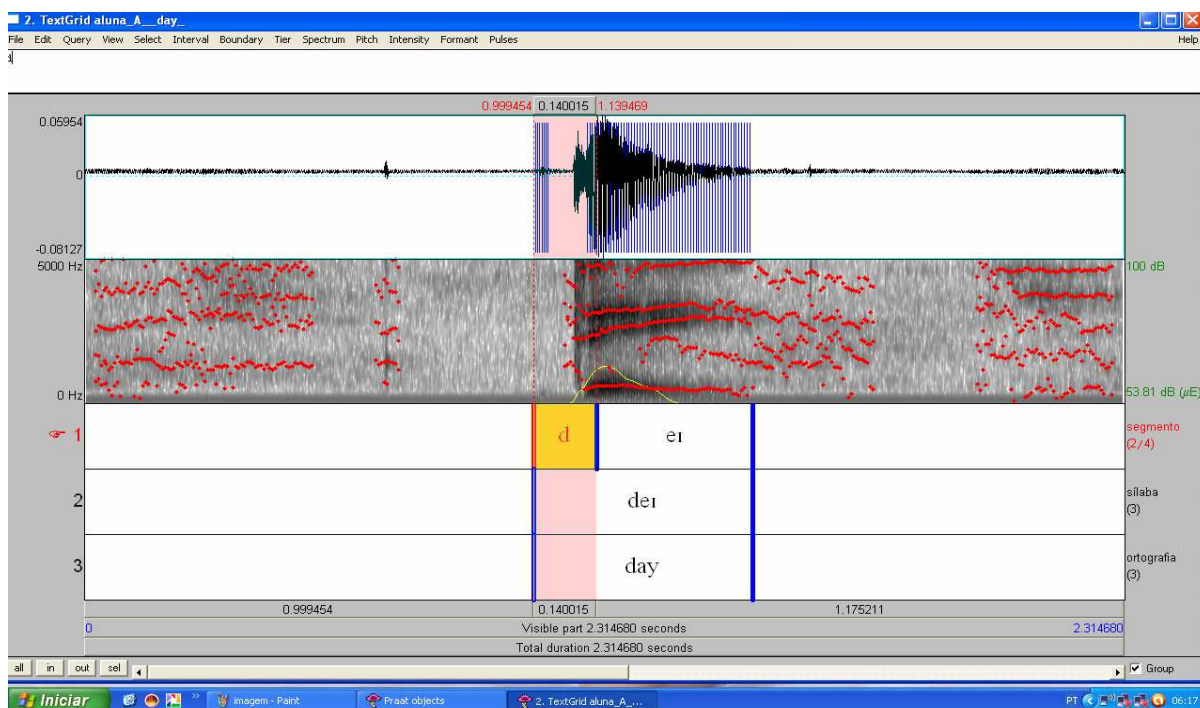 2. TextGrid aluna_A__day_
File Edit Query View Select Interval Boundary Tier Spectrum Pitch Intensity Formant Pulses Help
0.999454 0.140015 1.139469
0.05954
0
-0.08127
5000 Hz 100 dB
0 Hz 53.81 dB (µE)
1 d eɪ segmento
(2/4)
2 deɪ sílaba
(3)
3 day ortografia
(3)
0.999454 0.140015 1.175211
0 Visible part 2.314680 seconds 2.314680
Total duration 2.314680 seconds
all in out sel Group
Iniciar » imagem - Paint Praat objects 2. TextGrid aluna_A_... PT 06:17